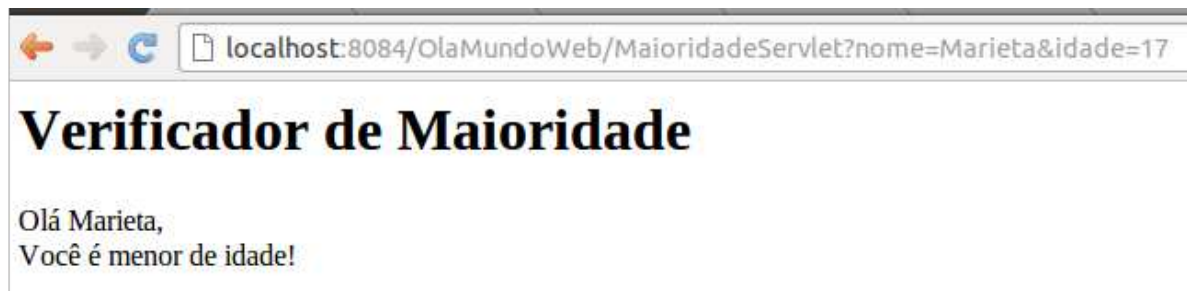 localhost:8084/OlaMundoWeb/MaioridadeServlet?nome=Marieta&idade=17
Verificador de Maioridade
Olá Marieta,
Você é menor de idade!